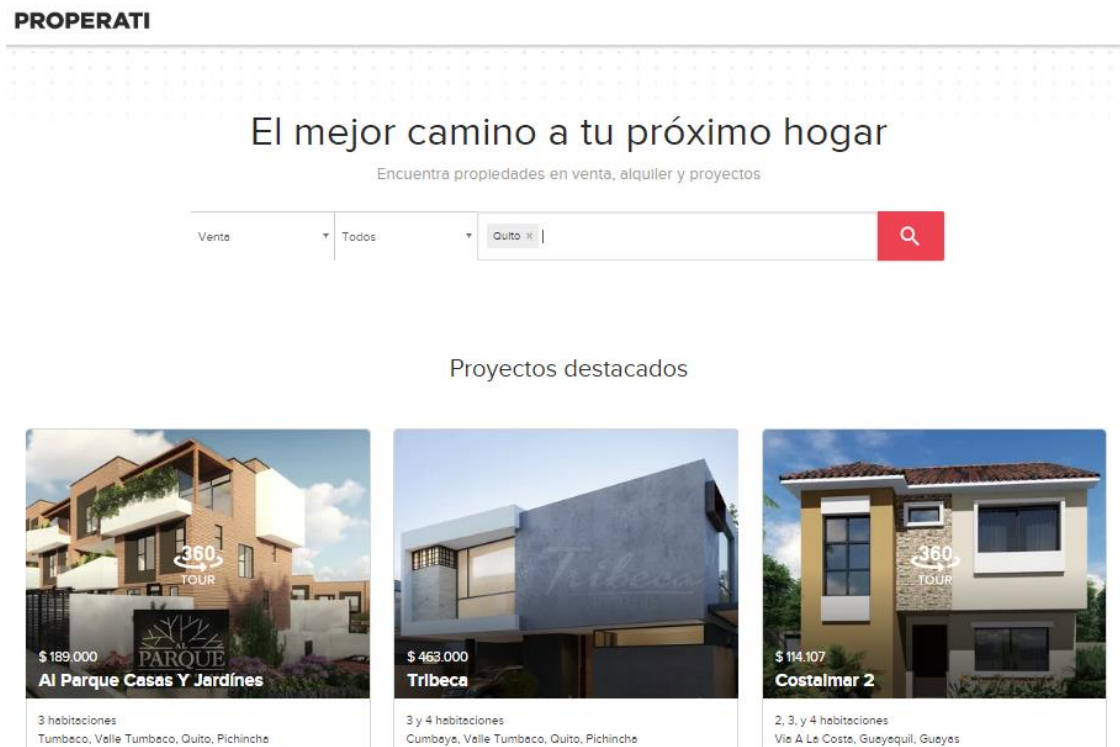 PROPERATI
El mejor camino a tu próximo hogar
Encuentra propiedades en venta, alquiler y proyectos
Venta
Todos
Quito ×
Proyectos destacados
360
TOUR
AL
PARQUE
$ 189.000
Al Parque Casas Y Jardínes
3 habitaciones
Tumbaco, Valle Tumbaco, Quito, Pichincha
Tribeca
$ 463.000
Tribeca
3 y 4 habitaciones
Cumbaya, Valle Tumbaco, Quito, Pichincha
360
TOUR
$ 114.107
Costalmar 2
2, 3, y 4 habitaciones
Via A La Costa, Guayaquil, Guayas